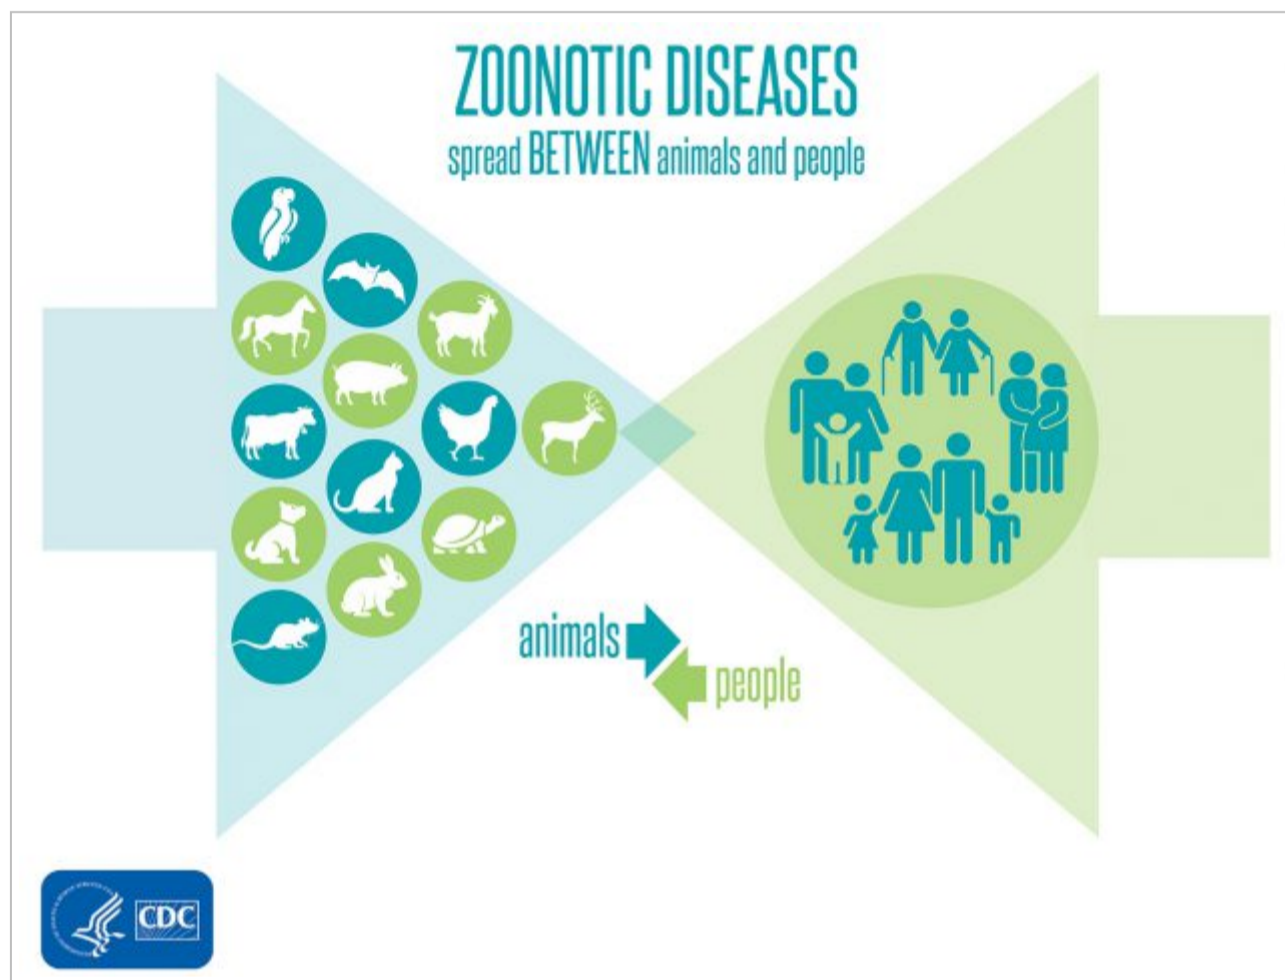 ZOONOTIC DISEASES
spread BETWEEN animals and people
animals
people
CDC